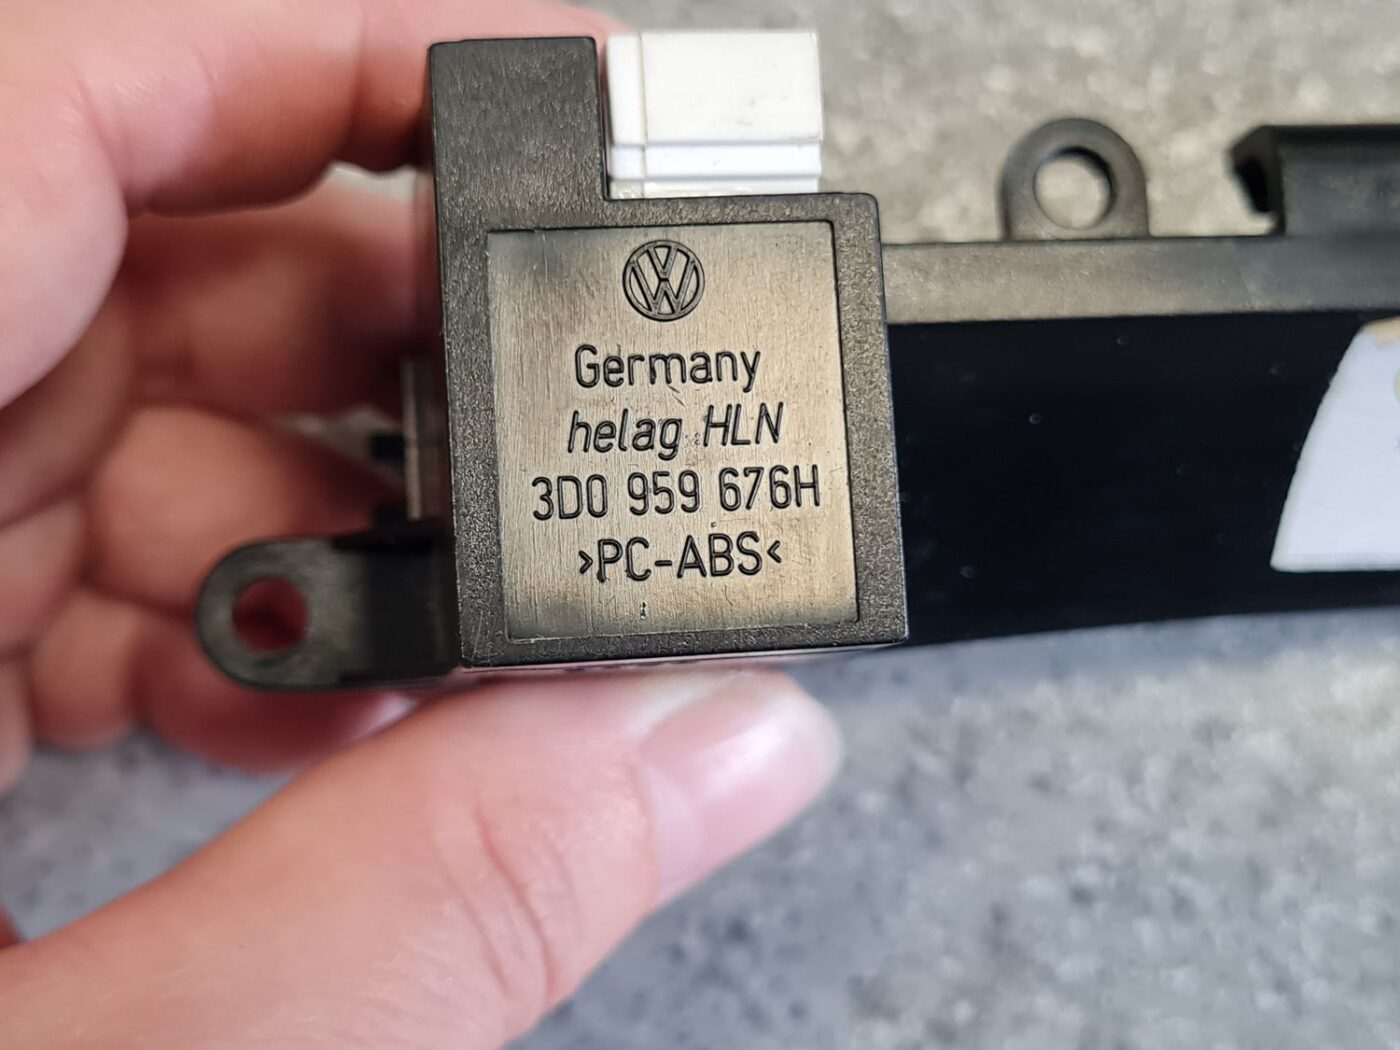 Germany
helag HLN
3D0 959 676H
>PC-ABS<